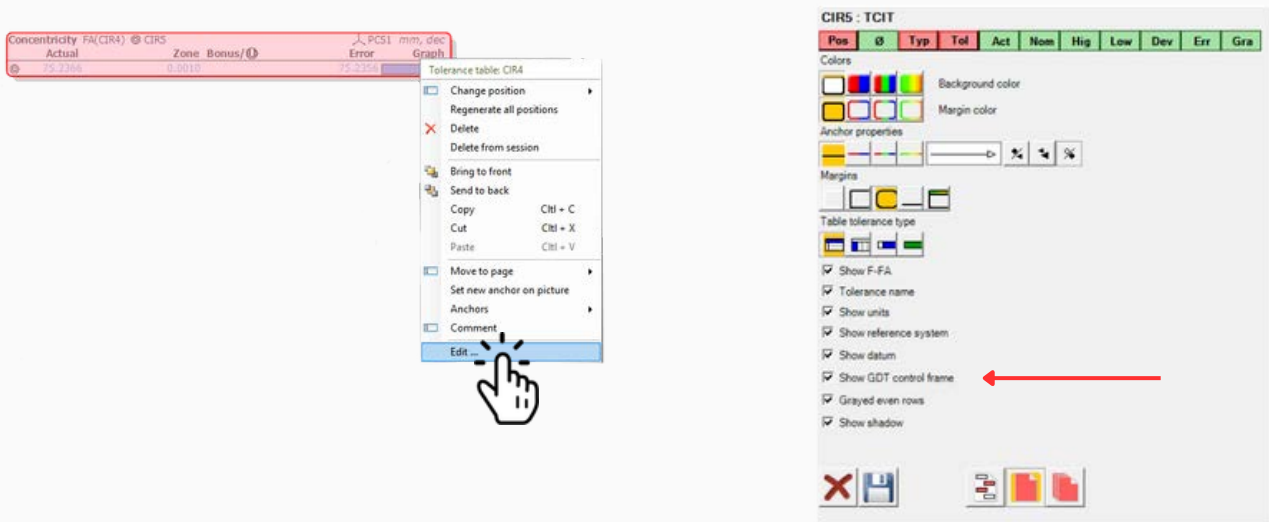 Concentricity FA(CIR4) ◎ CIR5 PCS1 mm, dec
Actual Zone Bonus/Ⓤ Error Graph
75.2366 0.0010 75.2356
Tolerance table: CIR4
Change position
Regenerate all positions
Delete
Delete from session
Bring to front
Send to back
Copy Cltl + C
Cut Cltl + X
Paste Cltl + V
Move to page
Set new anchor on picture
Anchors
Comment
Edit ...
CIR5 : TCIT
Pos Ø Typ Tol Act Nom Hig Low Dev Err Gra
Colors
Background color
Margin color
Anchor properties
Margins
Table tolerance type
Show F-FA
Tolerance name
Show units
Show reference system
Show datum
Show GDT control frame
Grayed even rows
Show shadow